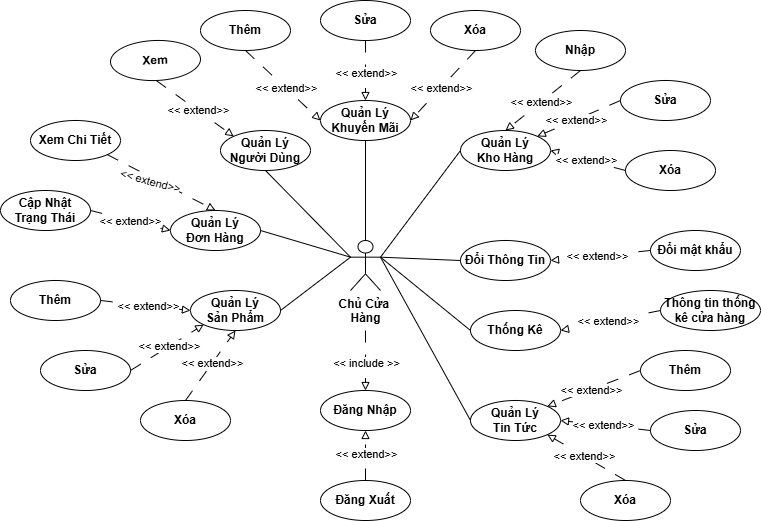 Sửa
Thêm
Xóa
Nhập
Xem
<< extend>>
<< extend>>
<< extend>>
<< extend>>
<< extend>>
Quản Lý
Khuyến Mãi
Sửa
<< extend>>
Xem Chi Tiết
Quản Lý
Người Dùng
Quản Lý
Kho Hàng
<< extend>>
Xóa
<< extend>>
Cập Nhật
Trạng Thái
<< extend>>
Quản Lý
Đơn Hàng
Đổi Thông Tin
<< extend>>
Đổi mật khẩu
Thêm
<< extend>>
Quản Lý
Sản Phẩm
Chủ Cửa
Hàng
Thống Kê
<< extend>>
Thông tin thống
kê cửa hàng
<< extend>>
Sửa
<< extend>>
<< include >>
Thêm
<< extend>>
Xóa
Đăng Nhập
Quản Lý
Tin Tức
<< extend>>
Sửa
<< extend>>
<< extend>>
Đăng Xuất
Xóa